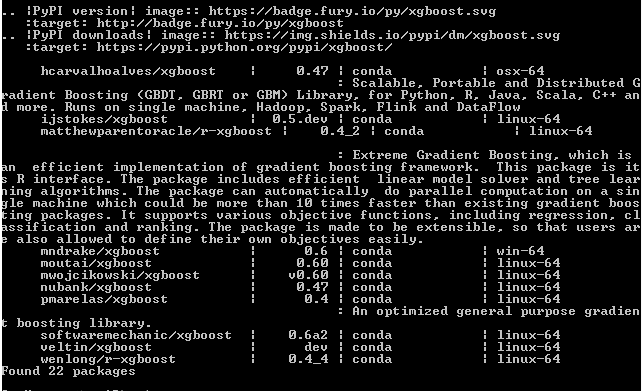 .. |PyPI version| image:: https://badge.fury.io/py/xgboost.svg
:target: http://badge.fury.io/py/xgboost
.. |PyPI downloads| image:: https://img.shields.io/pypi/dm/xgboost.svg
:target: https://pypi.python.org/pypi/xgboost/
hcarvalhoalves/xgboost | 0.47 | conda | osx-64
: Scalable, Portable and Distributed G
radient Boosting (GBDT, GBRT or GBM) Library, for Python, R, Java, Scala, C++ an
d more. Runs on single machine, Hadoop, Spark, Flink and DataFlow
ijstokes/xgboost | 0.5.dev | conda | linux-64
matthewparentoracle/r-xgboost | 0.4_2 | conda | linux-64
: Extreme Gradient Boosting, which is
an efficient implementation of gradient boosting framework. This package is it
s R interface. The package includes efficient linear model solver and tree lear
ning algorithms. The package can automatically do parallel computation on a sin
gle machine which could be more than 10 times faster than existing gradient boos
ting packages. It supports various objective functions, including regression, cl
assification and ranking. The package is made to be extensible, so that users ar
e also allowed to define their own objectives easily.
mndrake/xgboost | 0.6 | conda | win-64
moutai/xgboost | 0.60 | conda | linux-64
mwojcikowski/xgboost | v0.60 | conda | linux-64
nubank/xgboost | 0.47 | conda | linux-64
pmarelas/xgboost | 0.4 | conda | linux-64
: An optimized general purpose gradien
t boosting library.
softwaremechanic/xgboost | 0.6a2 | conda | linux-64
veltin/xgboost | dev | conda | linux-64
wenlong/r-xgboost | 0.4_4 | conda | linux-64
Found 22 packages